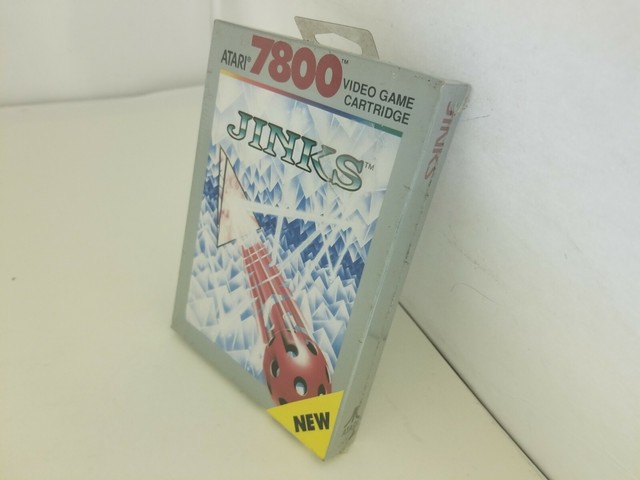 ATARI® 7800™
VIDEO GAME
CARTRIDGE
JINKS™
NEW
JINKS